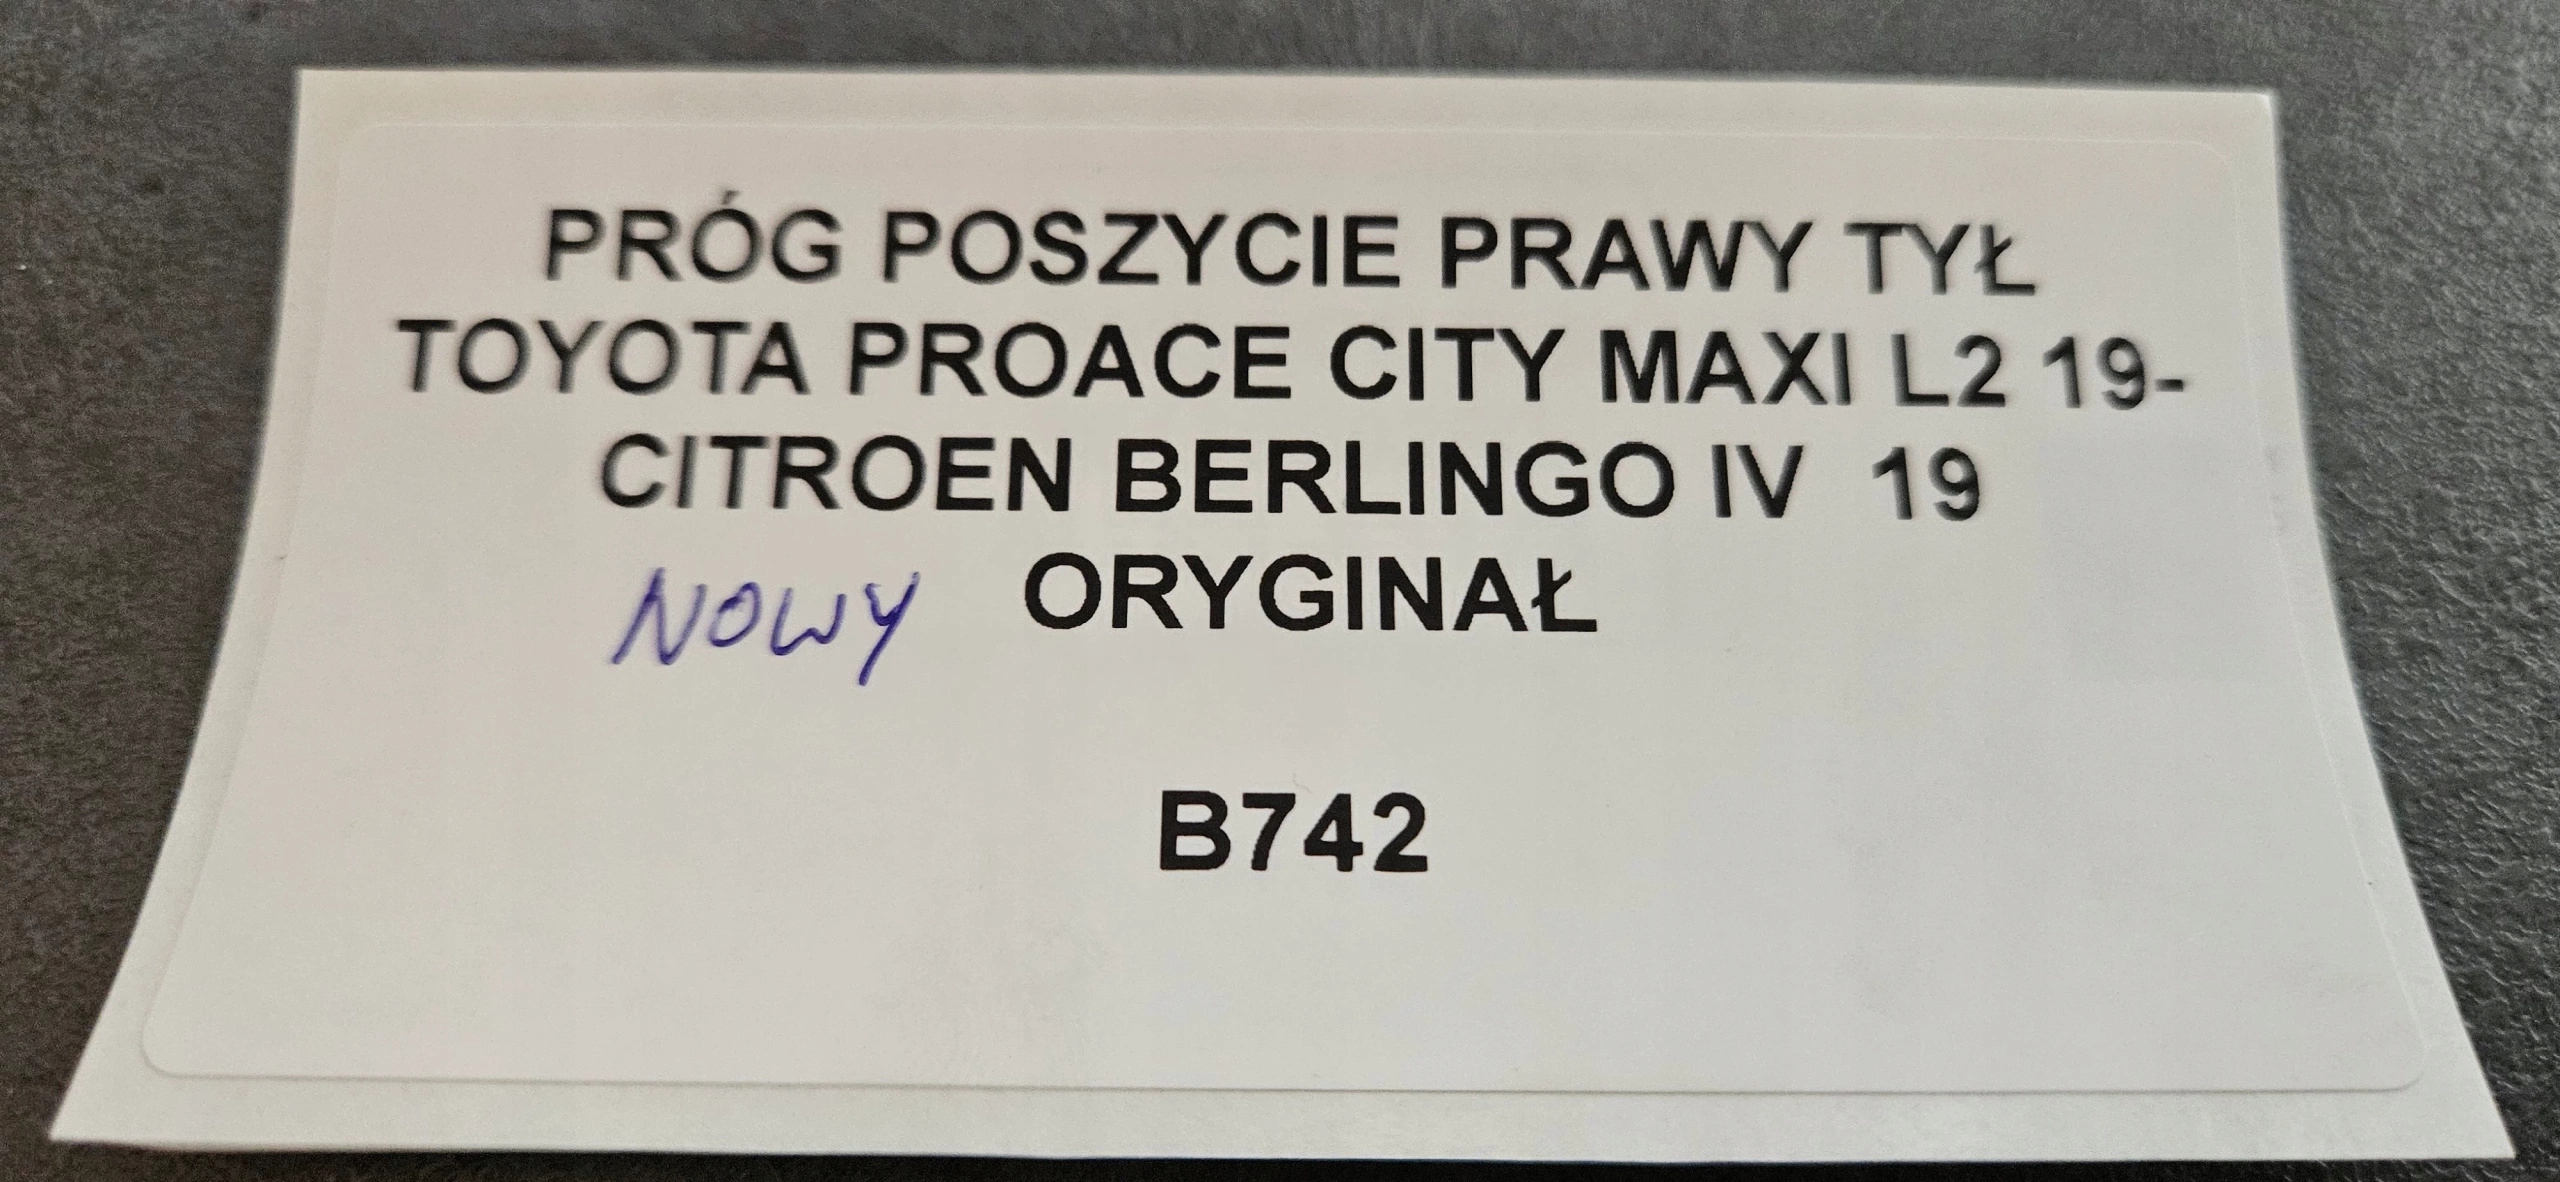 PRÓG POSZYCIE PRAWY TYŁ
TOYOTA PROACE CITY MAXI L2 19-
CITROEN BERLINGO IV 19
NOWY ORYGINAŁ
B742